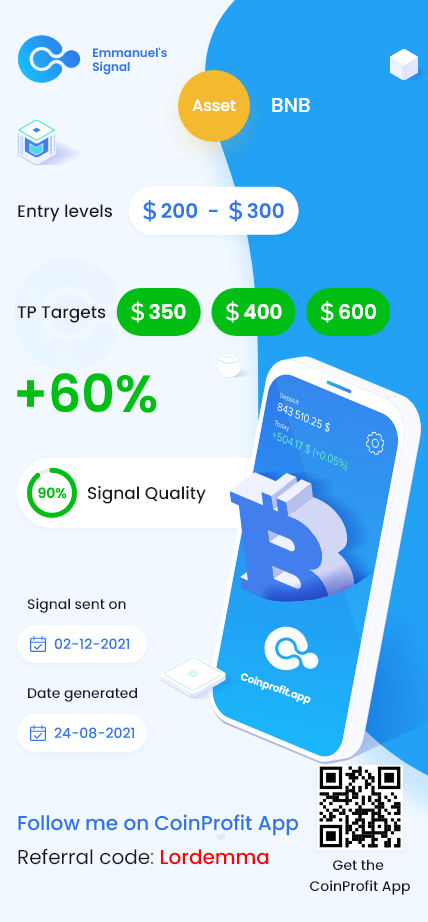 Emmanuel's
Signal
Asset
BNB
Entry levels
$ 200 - $ 300
TP Targets
$ 350
$ 400
$ 600
+60%
Deposit
843 510.25 $
Today
+504.17 $ (+0.05%)
90%
Signal Quality
Signal sent on
02-12-2021
Coinprofit.app
Date generated
24-08-2021
Follow me on CoinProfit App
Referral code: Lordemma
Get the
CoinProfit App